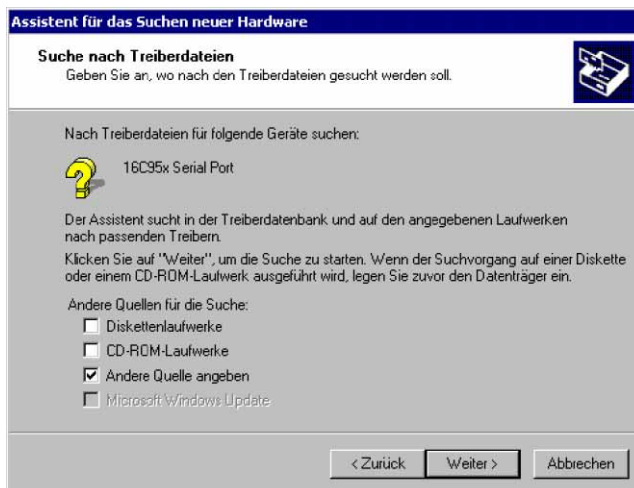 Assistent für das Suchen neuer Hardware
Suche nach Treiberdateien
Geben Sie an, wo nach den Treiberdateien gesucht werden soll.
Nach Treiberdateien für folgende Geräte suchen:
16C95x Serial Port
Der Assistent sucht in der Treiberdatenbank und auf den angegebenen Laufwerken
nach passenden Treibern.
Klicken Sie auf "Weiter", um die Suche zu starten. Wenn der Suchvorgang auf einer Diskette
oder einem CD-ROM-Laufwerk ausgeführt wird, legen Sie zuvor den Datenträger ein.
Andere Quellen für die Suche:
Diskettenlaufwerke
CD-ROM-Laufwerke
Andere Quelle angeben
Microsoft Windows Update
< Zurück Weiter > Abbrechen